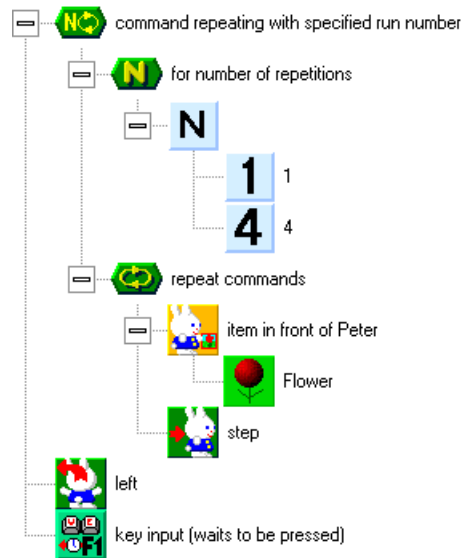 N command repeating with specified run number
N for number of repetitions
N
1 1
4 4
repeat commands
item in front of Peter
Flower
step
left
F1 key input (waits to be pressed)